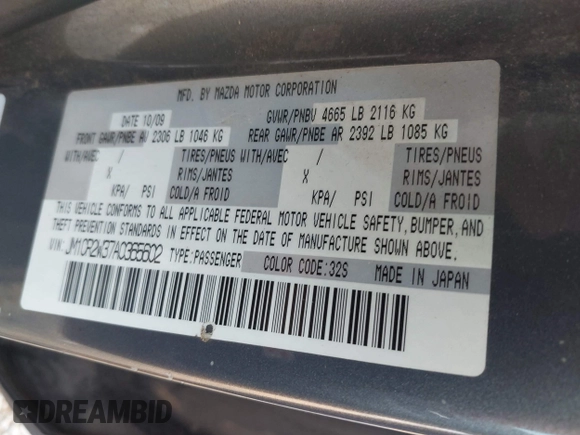 MFD. BY MAZDA MOTOR CORPORATION
DATE 10/09 GVWR/PNBV 4665 LB 2116 KG
FRONT GAWR/PNBE AV 2306 LB 1046 KG REAR GAWR/PNBE AR 2392 LB 1085 KG
WITH/AVEC / TIRES/PNEUS WITH/AVEC / TIRES/PNEUS
X RIMS/JANTES X RIMS/JANTES
KPA/ PSI COLD/A FROID KPA/ PSI COLD/A FROID
THIS VEHICLE CONFORMS TO ALL APPLICABLE FEDERAL MOTOR VEHICLE SAFETY, BUMPER, AND
THEFT PREVENTION STANDARDS IN EFFECT ON THE DATE OF MANUFACTURE SHOWN ABOVE.
VIN: JM1CR2W37A0365602 TYPE:PASSENGER COLOR CODE:32S MADE IN JAPAN
DREAMBID